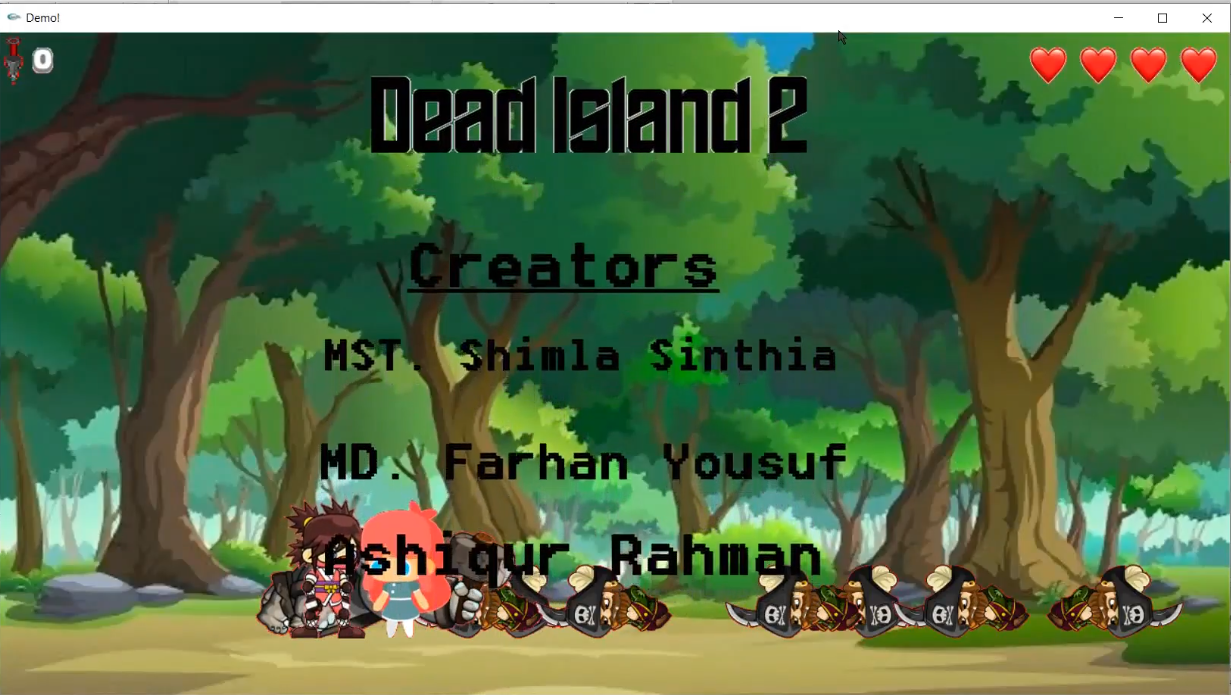 Demo!
0
Dead Island 2
Creators
MST. Shimla Sinthia
MD. Farhan Yousuf
Ashiqur Rahman